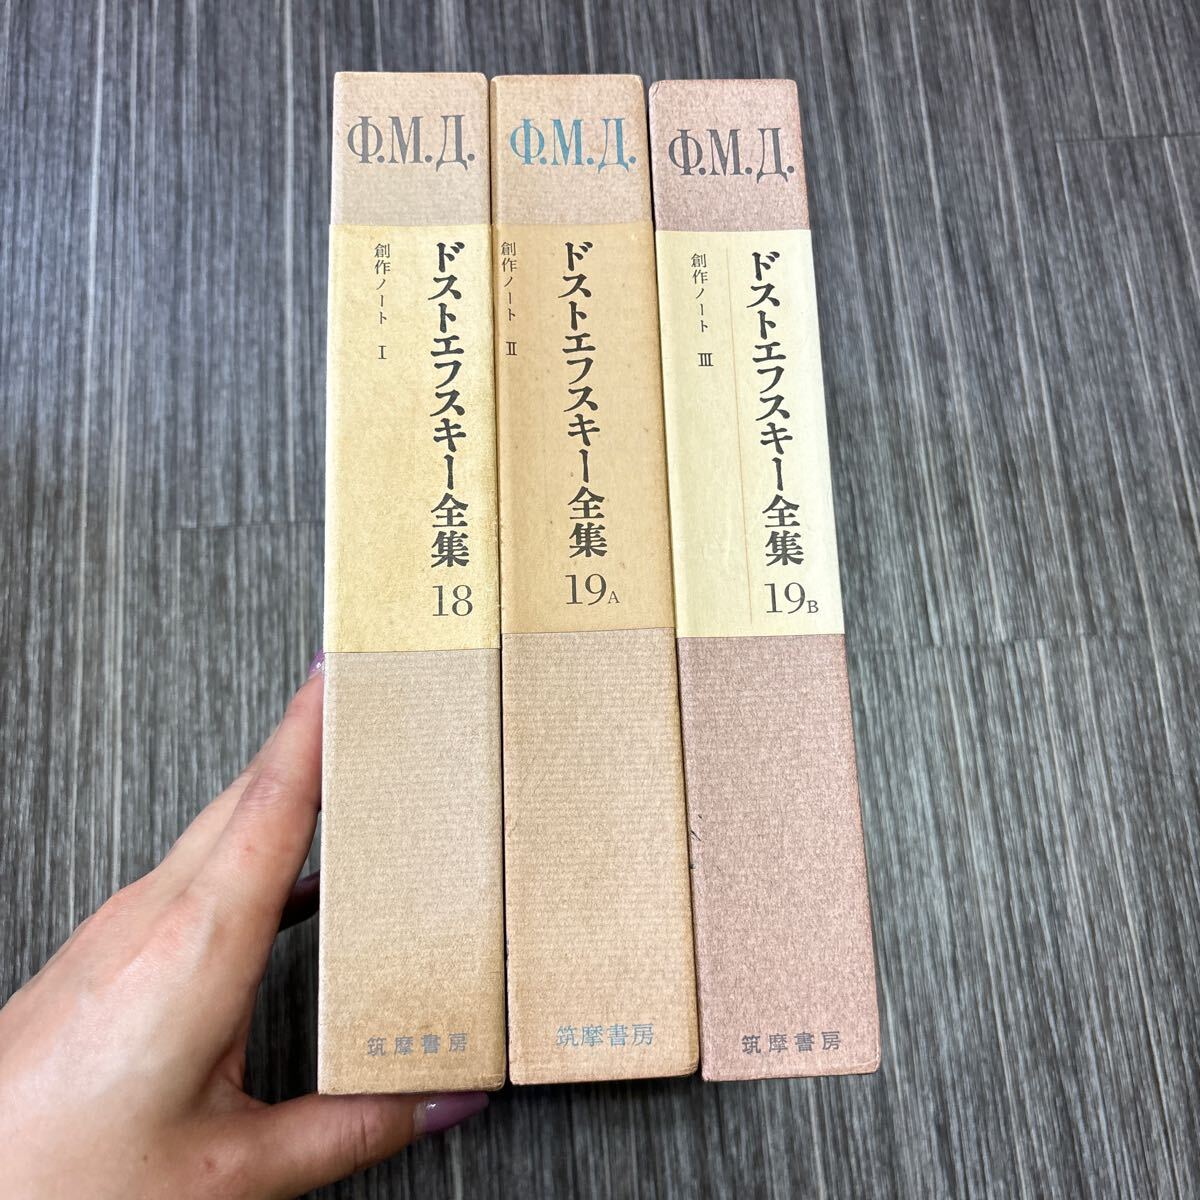 Ф.М.Д.
ドストエフスキー全集 18
創作ノート Ⅰ
筑摩書房
Ф.М.Д.
ドストエフスキー全集 19A
創作ノート Ⅱ
筑摩書房
Ф.М.Д.
ドストエフスキー全集 19B
創作ノート Ⅲ
筑摩書房